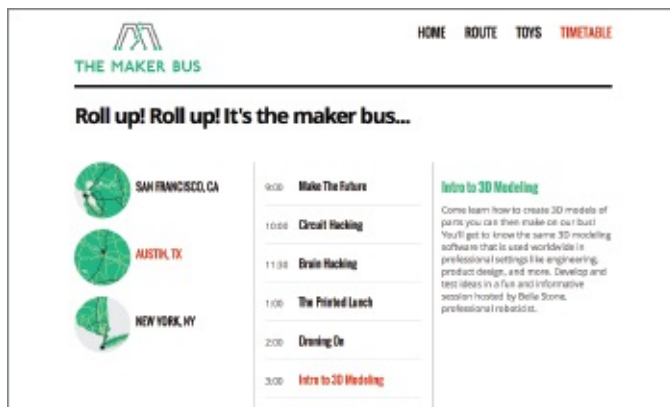 HOME ROUTE TOYS TIMETABLE
THE MAKER BUS
Roll up! Roll up! It's the maker bus...
SAN FRANCISCO, CA
AUSTIN, TX
NEW YORK, NY
9:00 Make The Future
10:00 Circuit Hacking
11:30 Brain Hacking
1:00 The Printed Lunch
2:00 Droning On
3:00 Intro to 3D Modeling
Intro to 3D Modeling
Come learn how to create 3D models of
parts you can then make on our bus!
You'll get to know the same 3D modeling
software that is used worldwide in
professional settings like engineering,
product design, and more. Develop and
test ideas in a fun and informative
session hosted by Bella Stone,
professional roboticist.